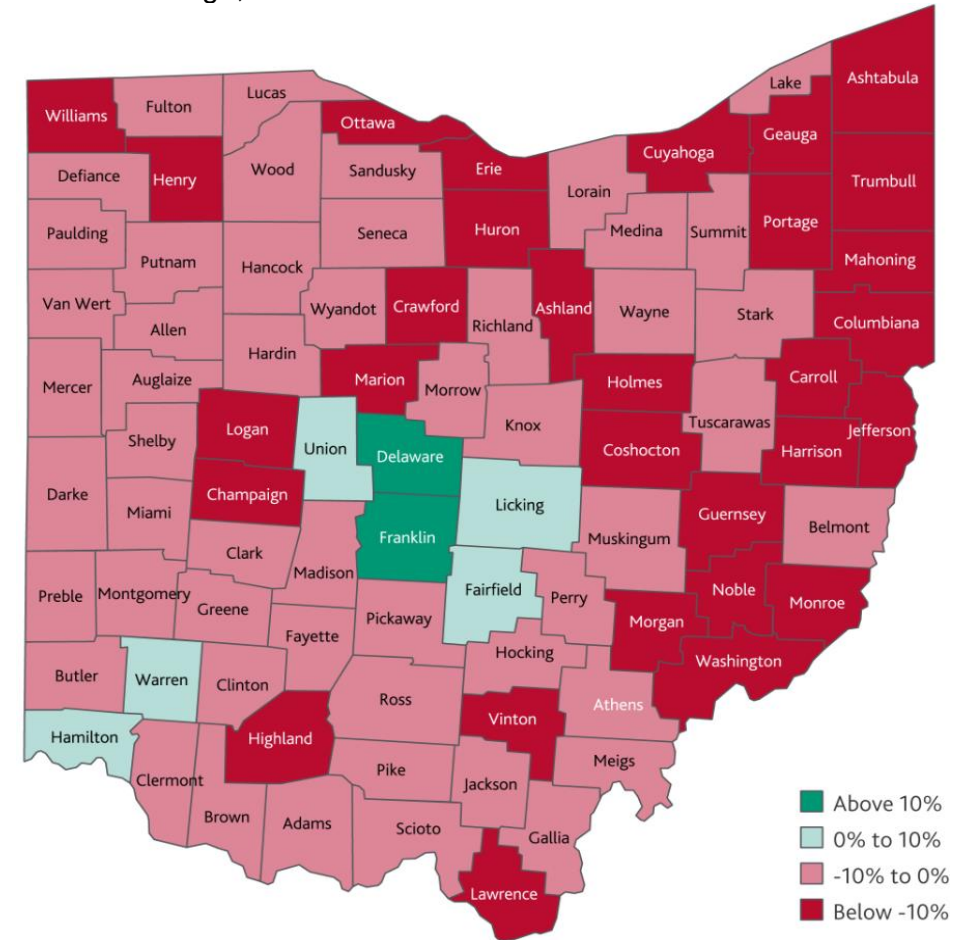 Ashtabula
Lake
Lucas
Fulton
Williams
Ottawa
Geauga
Cuyahoga
Erie
Wood
Sandusky
Defiance
Henry
Trumbull
Lorain
Portage
Huron
Medina
Summit
Paulding
Seneca
Mahoning
Putnam
Hancock
Van Wert
Wyandot
Crawford
Ashland
Wayne
Stark
Columbiana
Richland
Allen
Hardin
Mercer
Auglaize
Marion
Morrow
Holmes
Carroll
Knox
Tuscarawas
Logan
Shelby
Union
Delaware
Coshocton
Harrison
Jefferson
Darke
Champaign
Miami
Licking
Guernsey
Belmont
Franklin
Muskingum
Clark
Madison
Preble
Montgomery
Greene
Fairfield
Perry
Noble
Monroe
Pickaway
Morgan
Fayette
Hocking
Washington
Butler
Warren
Clinton
Ross
Athens
Vinton
Hamilton
Highland
Meigs
Pike
Clermont
Jackson
Brown
Adams
Scioto
Gallia
Lawrence
Above 10%
0% to 10%
-10% to 0%
Below -10%